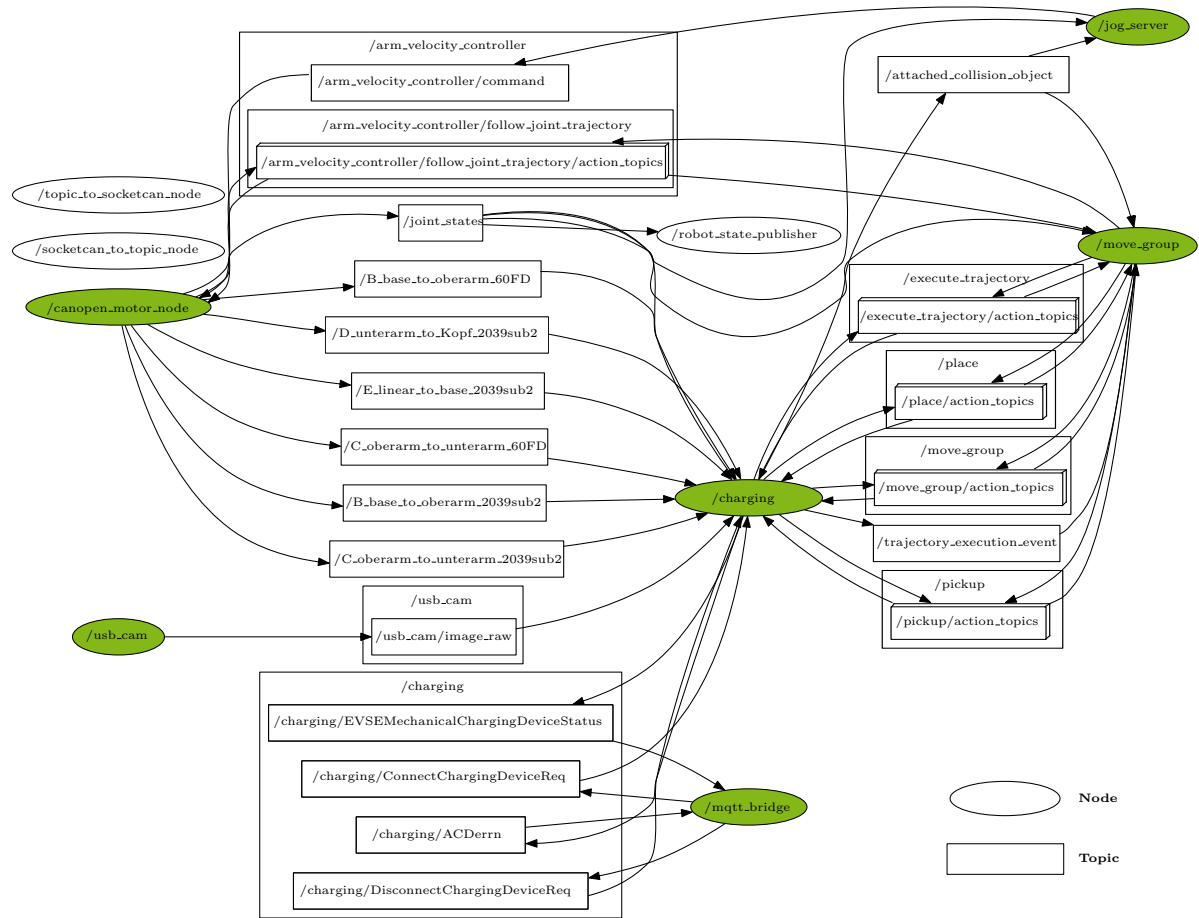 /jog_server
/arm_velocity_controller
/attached_collision_object
/arm_velocity_controller/command
/arm_velocity_controller/follow_joint_trajectory
/arm_velocity_controller/follow_joint_trajectory/action_topics
/topic_to_socketcan_node
/joint_states
/robot_state_publisher
/move_group
/socketcan_to_topic_node
/B_base_to_oberarm_60FD
/execute_trajectory
/canopen_motor_node
/execute_trajectory/action_topics
/D_unterarm_to_Kopf_2039sub2
/place
/E_linear_to_base_2039sub2
/place/action_topics
/C_oberarm_to_unterarm_60FD
/move_group
/move_group/action_topics
/B_base_to_oberarm_2039sub2
/charging
/trajectory_execution_event
/C_oberarm_to_unterarm_2039sub2
/pickup
/usb_cam
/pickup/action_topics
/usb_cam
/usb_cam/image_raw
/charging
/charging/EVSEMechanicalChargingDeviceStatus
/charging/ConnectChargingDeviceReq
/mqtt_bridge
/charging/ACDerrn
/charging/DisconnectChargingDeviceReq
Node
Topic